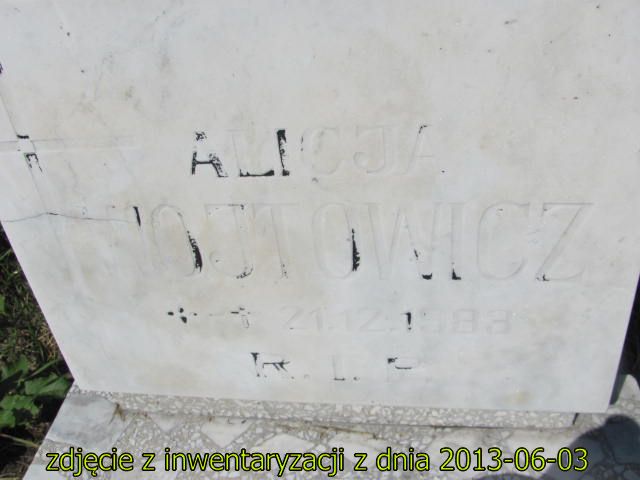 ALICJA
WOJTOWICZ
* † 21.12.1983
R.I.P.
zdjęcie z inwentaryzacji z dnia 2013-06-03